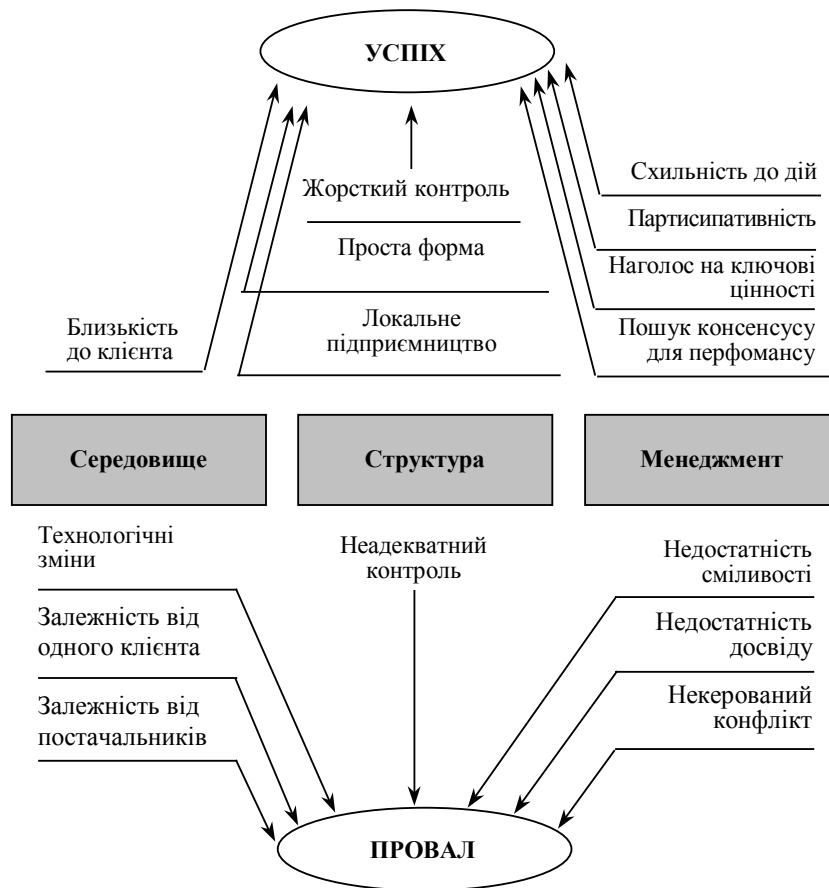 УСПІХ
Жорсткий контроль
Проста форма
Локальне
підприємництво
Близькість
до клієнта
Схильність до дій
Партисипативність
Наголос на ключові
цінності
Пошук консенсусу
для перфомансу
Середовище
Структура
Менеджмент
Технологічні
зміни
Залежність від
одного клієнта
Залежність від
постачальників
Неадекватний
контроль
Недостатність
сміливості
Недостатність
досвіду
Некерований
конфлікт
ПРОВАЛ